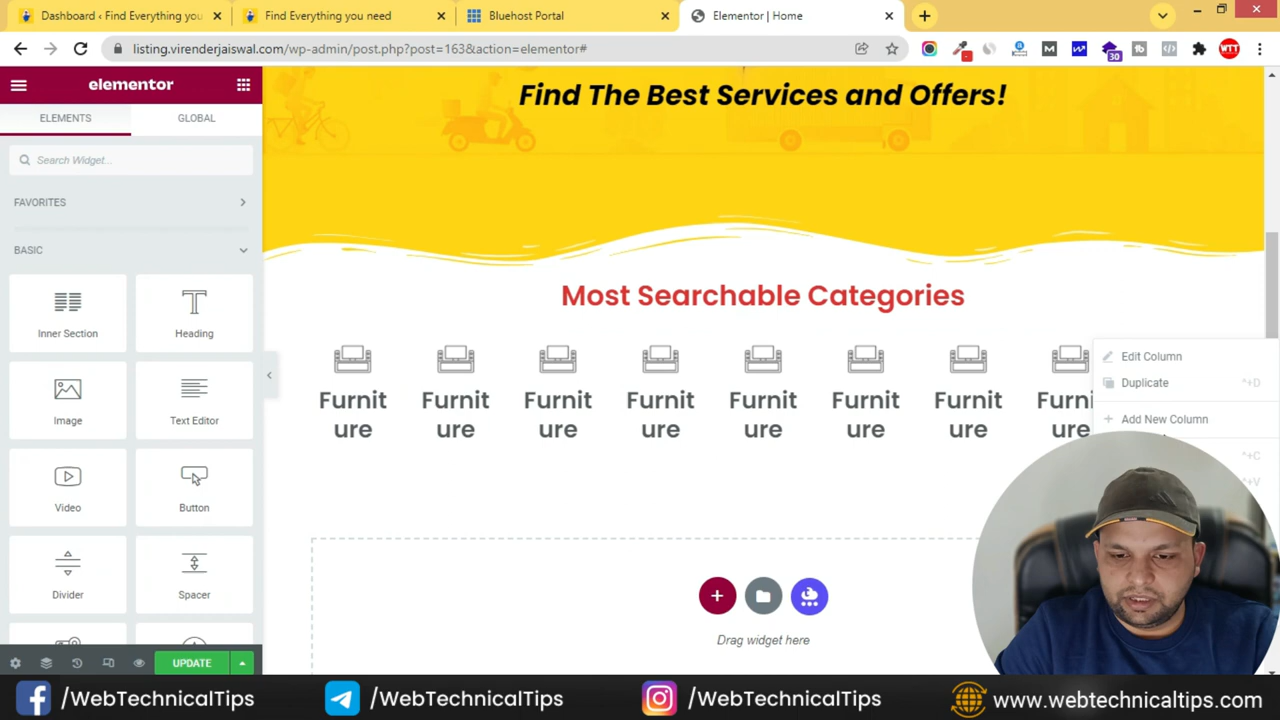 Dashboard ‹ Find Everything you
Find Everything you need
Bluehost Portal
Elementor | Home
listing.virenderjaiswal.com/wp-admin/post.php?post=163&action=elementor#
30
WTT
elementor
ELEMENTS
GLOBAL
Search Widget...
FAVORITES
BASIC
Inner Section
Heading
Image
Text Editor
Video
Button
Divider
Spacer
UPDATE
Find The Best Services and Offers!
Most Searchable Categories
Furnit
ure
Furnit
ure
Furnit
ure
Furnit
ure
Furnit
ure
Furnit
ure
Furnit
ure
Furni
ure
Edit Column
Duplicate ^+D
Add New Column
^+C
^+V
Drag widget here
/WebTechnicalTips
/WebTechnicalTips
/WebTechnicalTips
www.webtechnicaltips.com